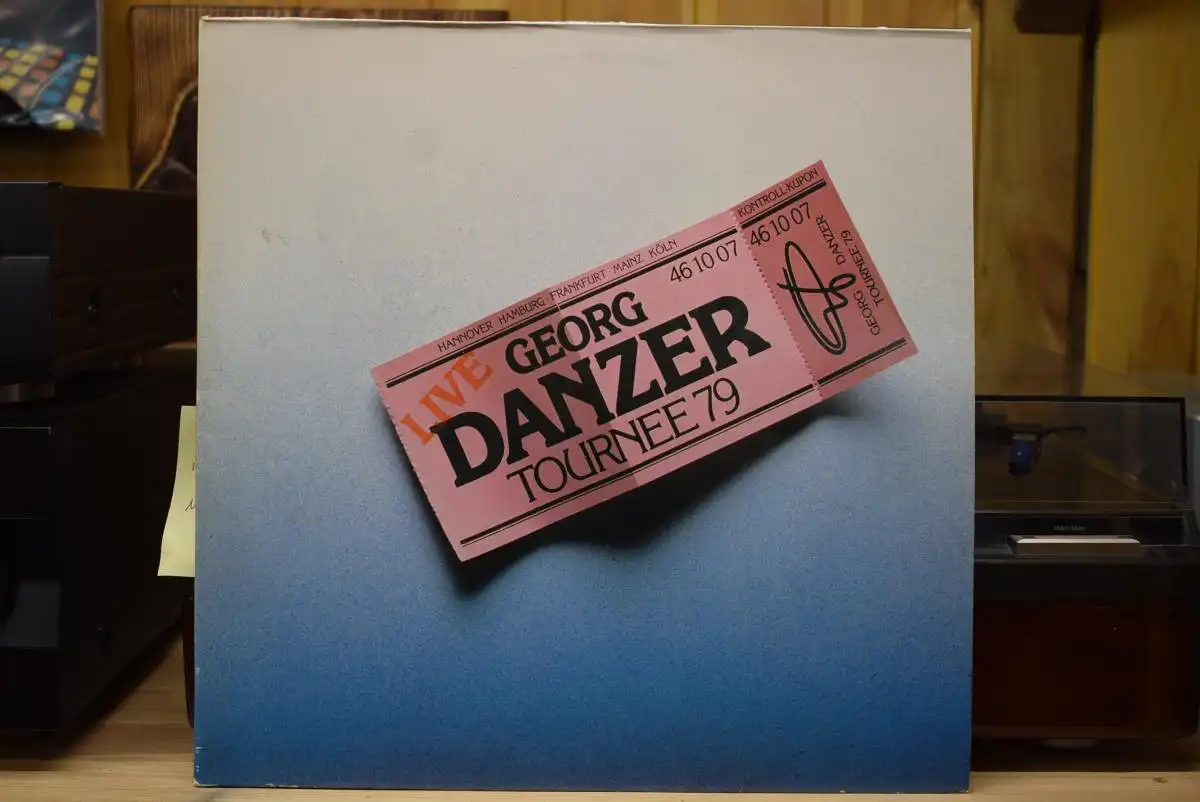 HANNOVER HAMBURG FRANKFURT MAINZ KÖLN
46 10 07
LIVE
GEORG
DANZER
TOURNEE 79
KONTROLL-KUPON
46 10 07
GEORG DANZER
TOURNEE 79